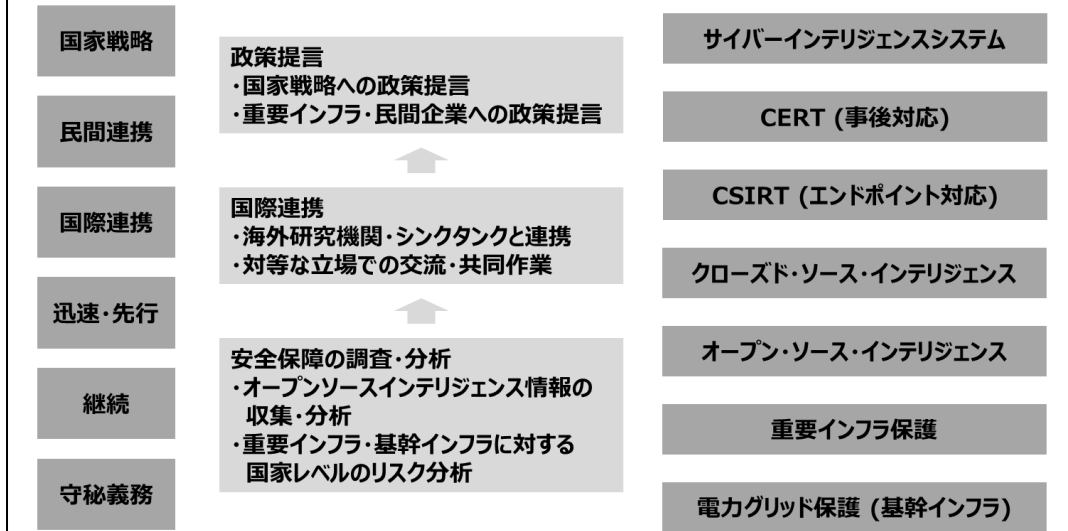 国家戦略
民間連携
国際連携
迅速・先行
継続
守秘義務
政策提言
・国家戦略への政策提言
・重要インフラ・民間企業への政策提言
国際連携
・海外研究機関・シンクタンクと連携
・対等な立場での交流・共同作業
安全保障の調査・分析
・オープンソースインテリジェンス情報の
収集・分析
・重要インフラ・基幹インフラに対する
国家レベルのリスク分析
サイバーインテリジェンスシステム
CERT (事後対応)
CSIRT (エンドポイント対応)
クローズド・ソース・インテリジェンス
オープン・ソース・インテリジェンス
重要インフラ保護
電力グリッド保護 (基幹インフラ)